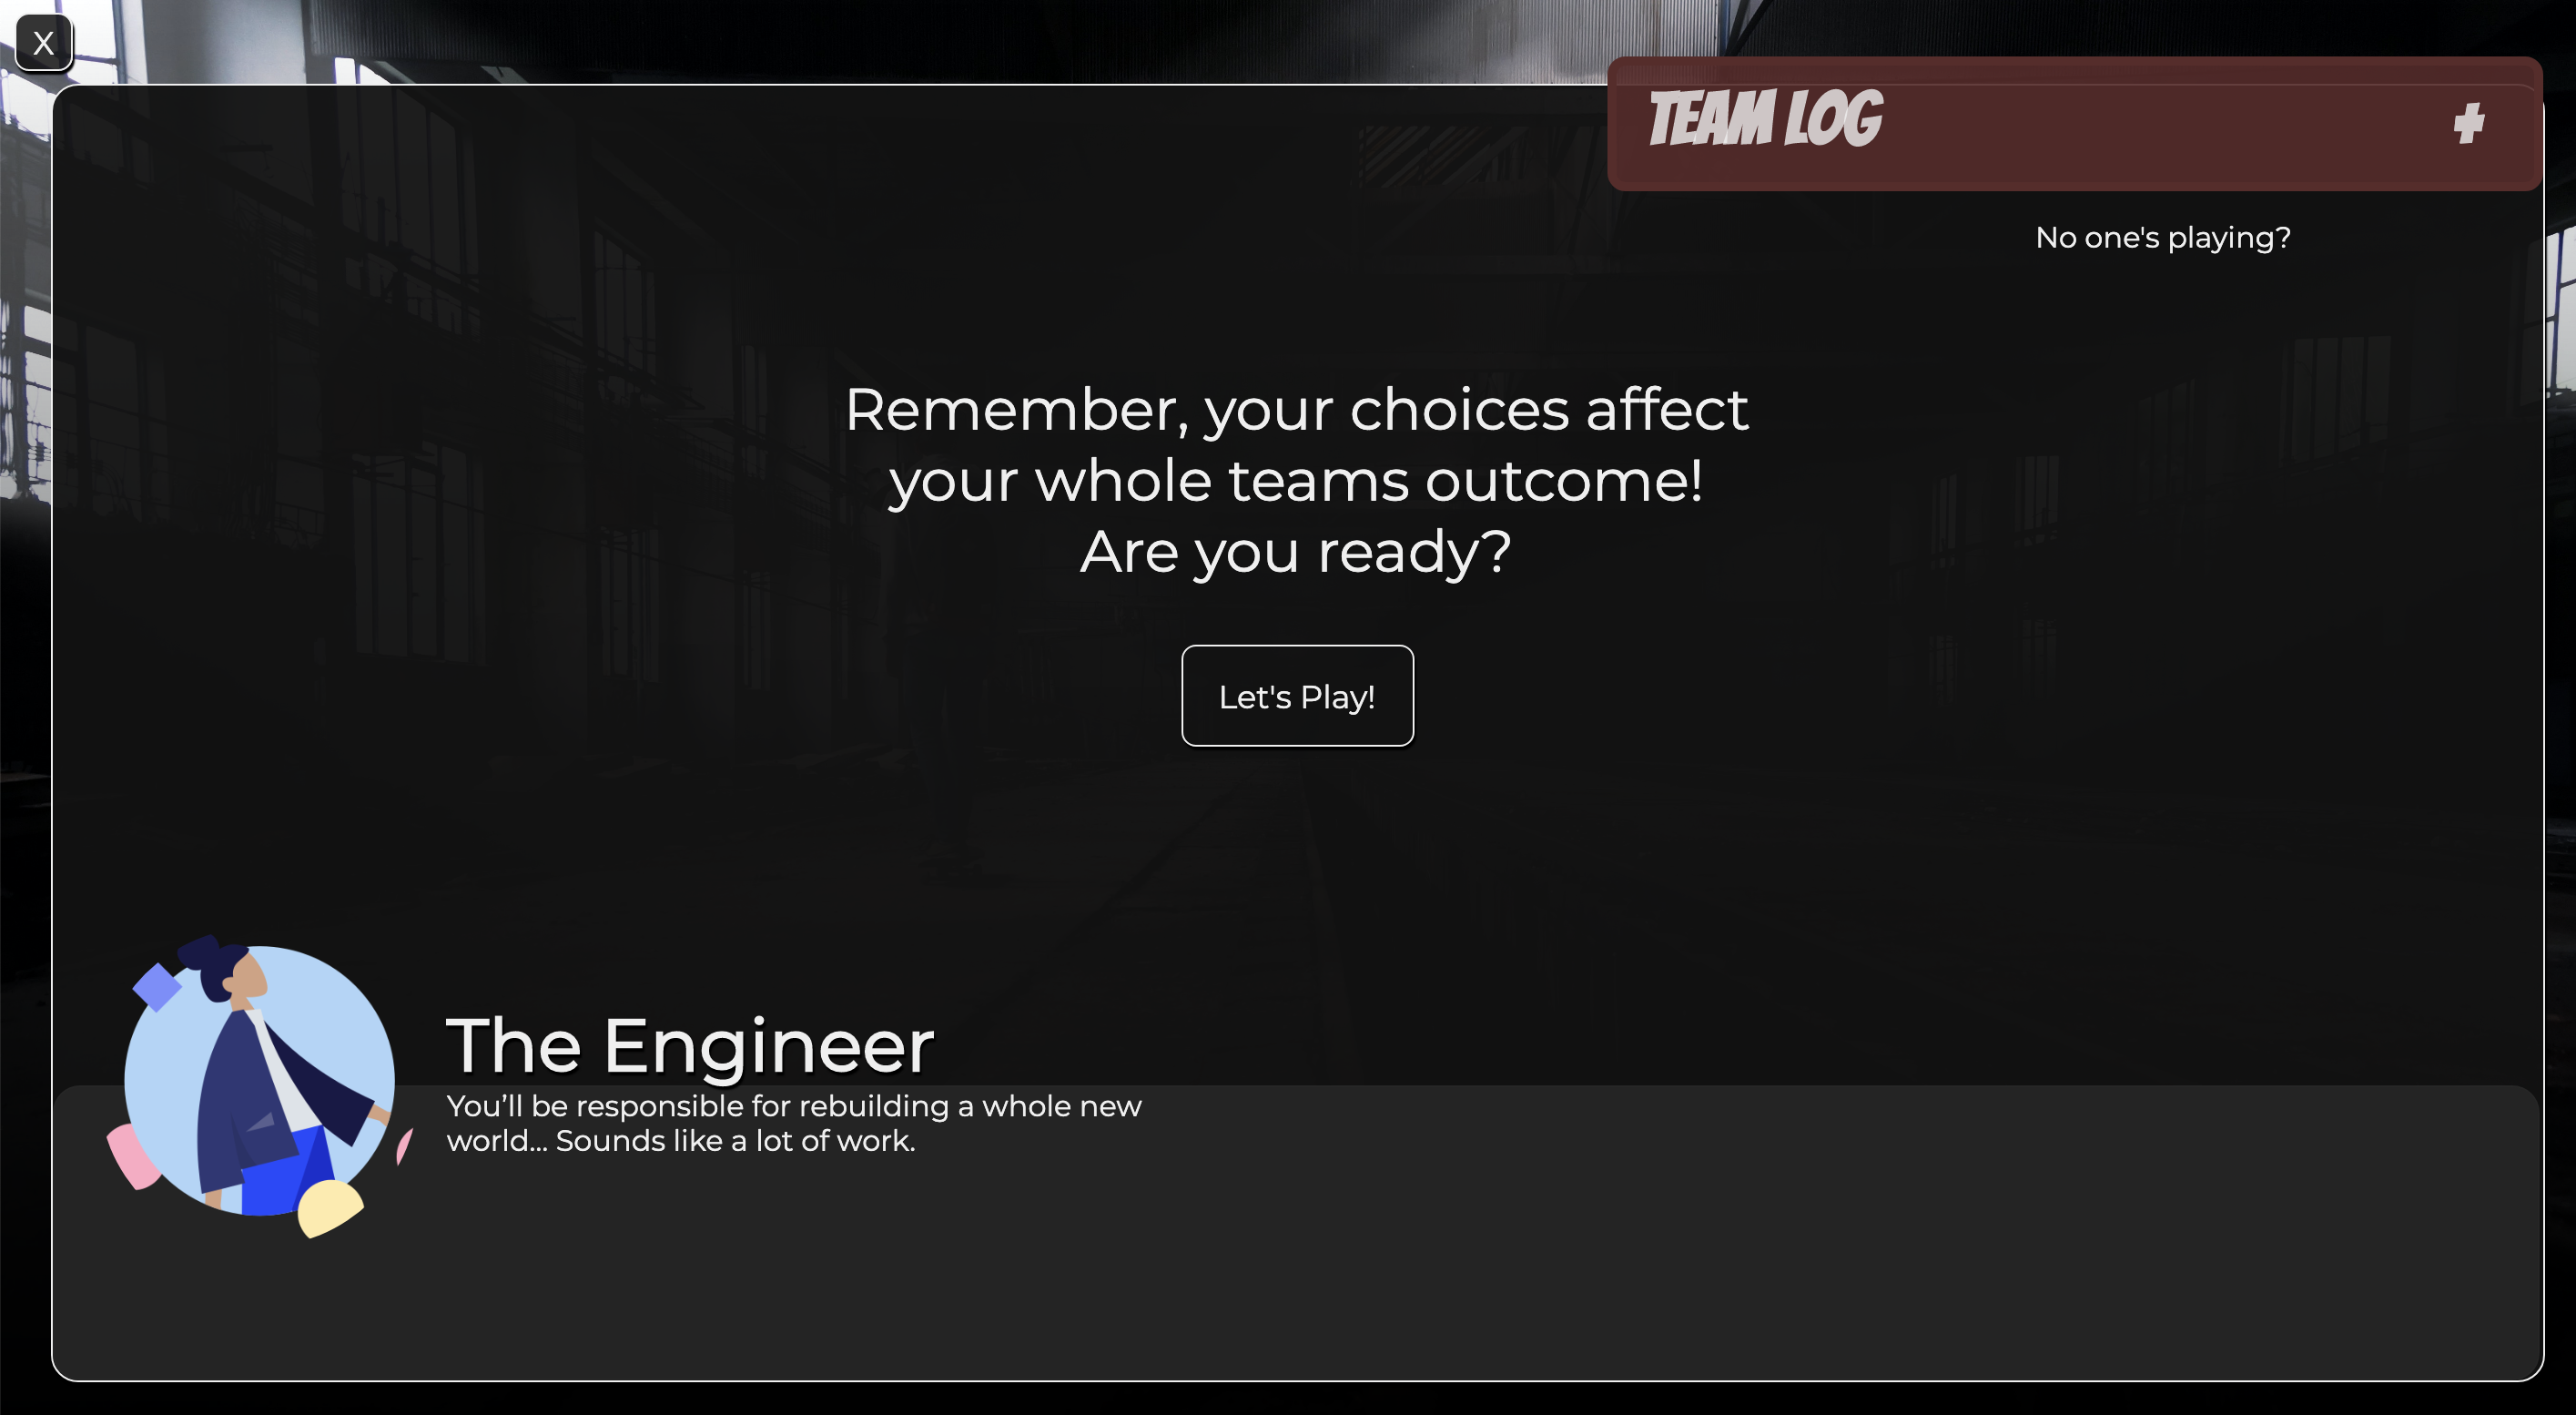 X
TEAM LOG
+
No one's playing?
Remember, your choices affect
your whole teams outcome!
Are you ready?
Let's Play!
The Engineer
You’ll be responsible for rebuilding a whole new
world... Sounds like a lot of work.